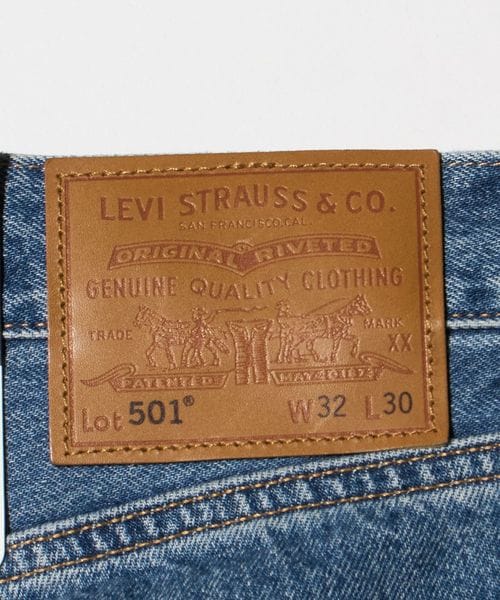 LEVI STRAUSS & CO.
SAN FRANCISCO, CAL.
ORIGINAL RIVETED
GENUINE QUALITY CLOTHING
TRADE MARK
XX
PATENTED MAY 20 1873
Lot 501® W32 L30